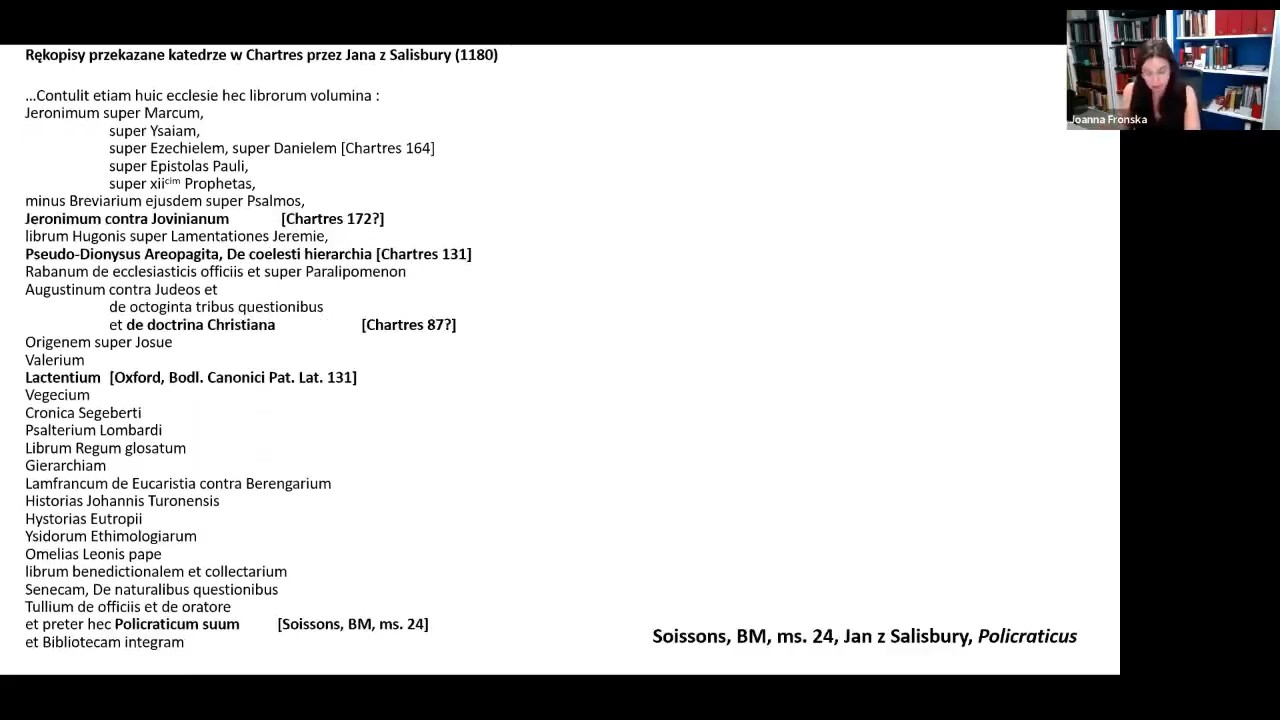 Rękopisy przekazane katedrze w Chartres przez Jana z Salisbury (1180)
…Contulit etiam huic ecclesie hec librorum volumina :
Jeronimum super Marcum,
super Ysaiam,
super Ezechielem, super Danielem [Chartres 164]
super Epistolas Pauli,
super xiiᶜⁱᵐ Prophetas,
minus Breviarium ejusdem super Psalmos,
Jeronimum contra Jovinianum [Chartres 172?]
librum Hugonis super Lamentationes Jeremie,
Pseudo-Dionysus Areopagita, De coelesti hierarchia [Chartres 131]
Rabanum de ecclesiasticis officiis et super Paralipomenon
Augustinum contra Judeos et
de octoginta tribus questionibus
et de doctrina Christiana [Chartres 87?]
Origenem super Josue
Valerium
Lactentium [Oxford, Bodl. Canonici Pat. Lat. 131]
Vegecium
Cronica Segeberti
Psalterium Lombardi
Librum Regum glosatum
Gierarchiam
Lamfrancum de Eucaristia contra Berengarium
Historias Johannis Turonensis
Hystorias Eutropii
Ysidorum Ethimologiarum
Omelias Leonis pape
librum benedictionalem et collectarium
Senecam, De naturalibus questionibus
Tullium de officiis et de oratore
et preter hec Policraticum suum [Soissons, BM, ms. 24]
et Bibliotecam integram
Soissons, BM, ms. 24, Jan z Salisbury, Policraticus
Joanna Fronska